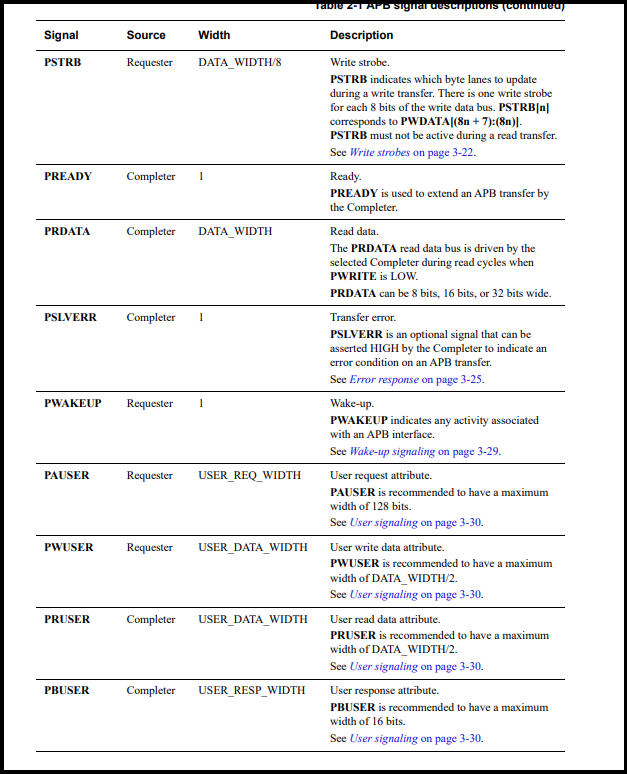 Table 2-1 APB signal descriptions (continued)
Signal Source Width Description
PSTRB Requester DATA_WIDTH/8 Write strobe.
PSTRB indicates which byte lanes to update
during a write transfer. There is one write strobe
for each 8 bits of the write data bus. PSTRB[n]
corresponds to PWDATA[(8n + 7):(8n)].
PSTRB must not be active during a read transfer.
See Write strobes on page 3-22.
PREADY Completer 1 Ready.
PREADY is used to extend an APB transfer by
the Completer.
PRDATA Completer DATA_WIDTH Read data.
The PRDATA read data bus is driven by the
selected Completer during read cycles when
PWRITE is LOW.
PRDATA can be 8 bits, 16 bits, or 32 bits wide.
PSLVERR Completer 1 Transfer error.
PSLVERR is an optional signal that can be
asserted HIGH by the Completer to indicate an
error condition on an APB transfer.
See Error response on page 3-25.
PWAKEUP Requester 1 Wake-up.
PWAKEUP indicates any activity associated
with an APB interface.
See Wake-up signaling on page 3-29.
PAUSER Requester USER_REQ_WIDTH User request attribute.
PAUSER is recommended to have a maximum
width of 128 bits.
See User signaling on page 3-30.
PWUSER Requester USER_DATA_WIDTH User write data attribute.
PWUSER is recommended to have a maximum
width of DATA_WIDTH/2.
See User signaling on page 3-30.
PRUSER Completer USER_DATA_WIDTH User read data attribute.
PRUSER is recommended to have a maximum
width of DATA_WIDTH/2.
See User signaling on page 3-30.
PBUSER Completer USER_RESP_WIDTH User response attribute.
PBUSER is recommended to have a maximum
width of 16 bits.
See User signaling on page 3-30.